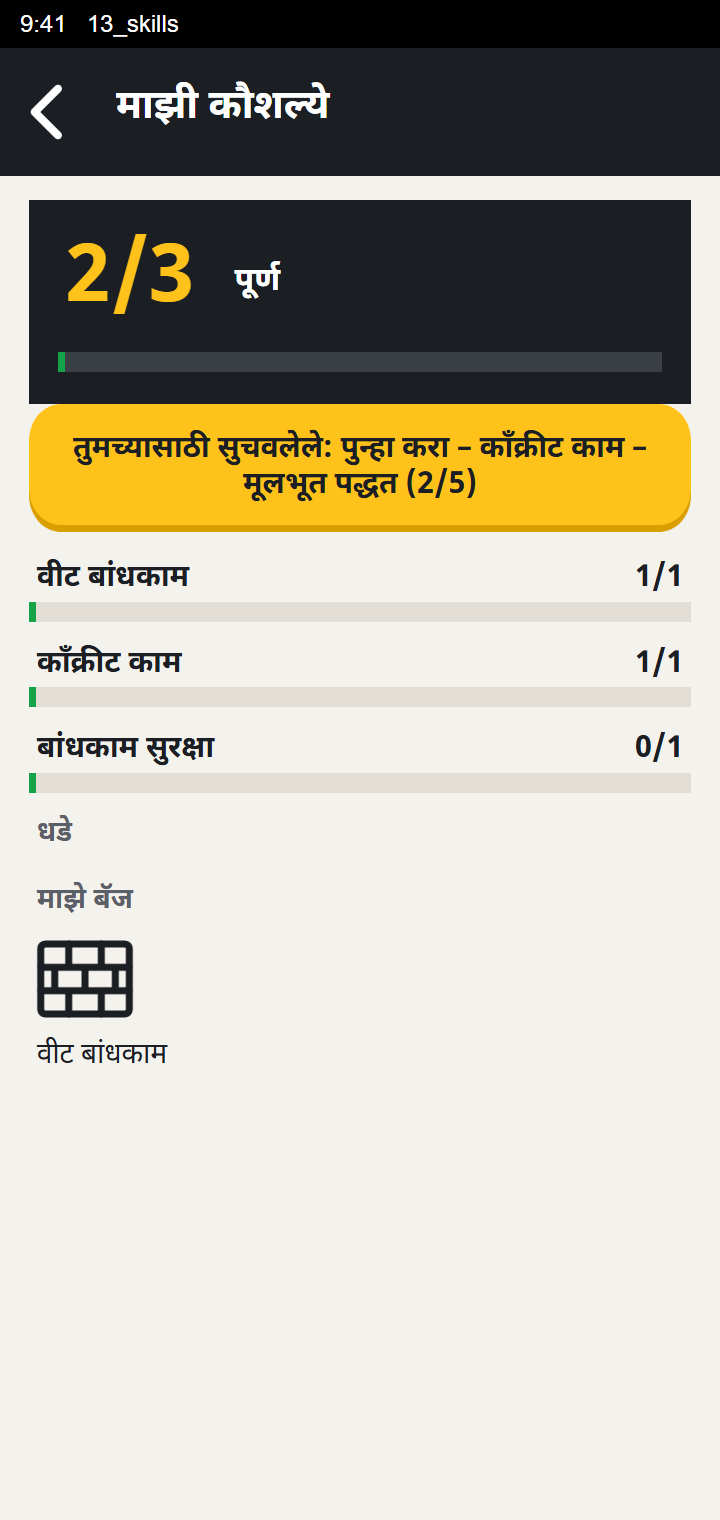 9:41 13_skills
माझी कौशल्ये
2/3 पूर्ण
तुमच्यासाठी सुचवलेले: पुन्हा करा – काँक्रीट काम –
मूलभूत पद्धत (2/5)
वीट बांधकाम 1/1
काँक्रीट काम 1/1
बांधकाम सुरक्षा 0/1
धडे
माझे बॅज
वीट बांधकाम